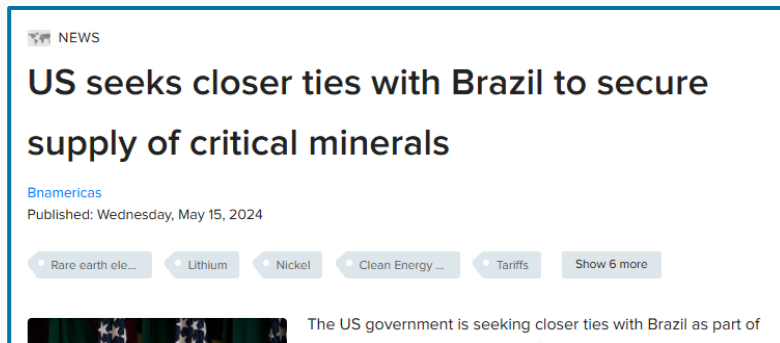 NEWS
US seeks closer ties with Brazil to secure
supply of critical minerals
Bnamericas
Published: Wednesday, May 15, 2024
Rare earth ele... Lithium Nickel Clean Energy ... Tariffs Show 6 more
The US government is seeking closer ties with Brazil as part of